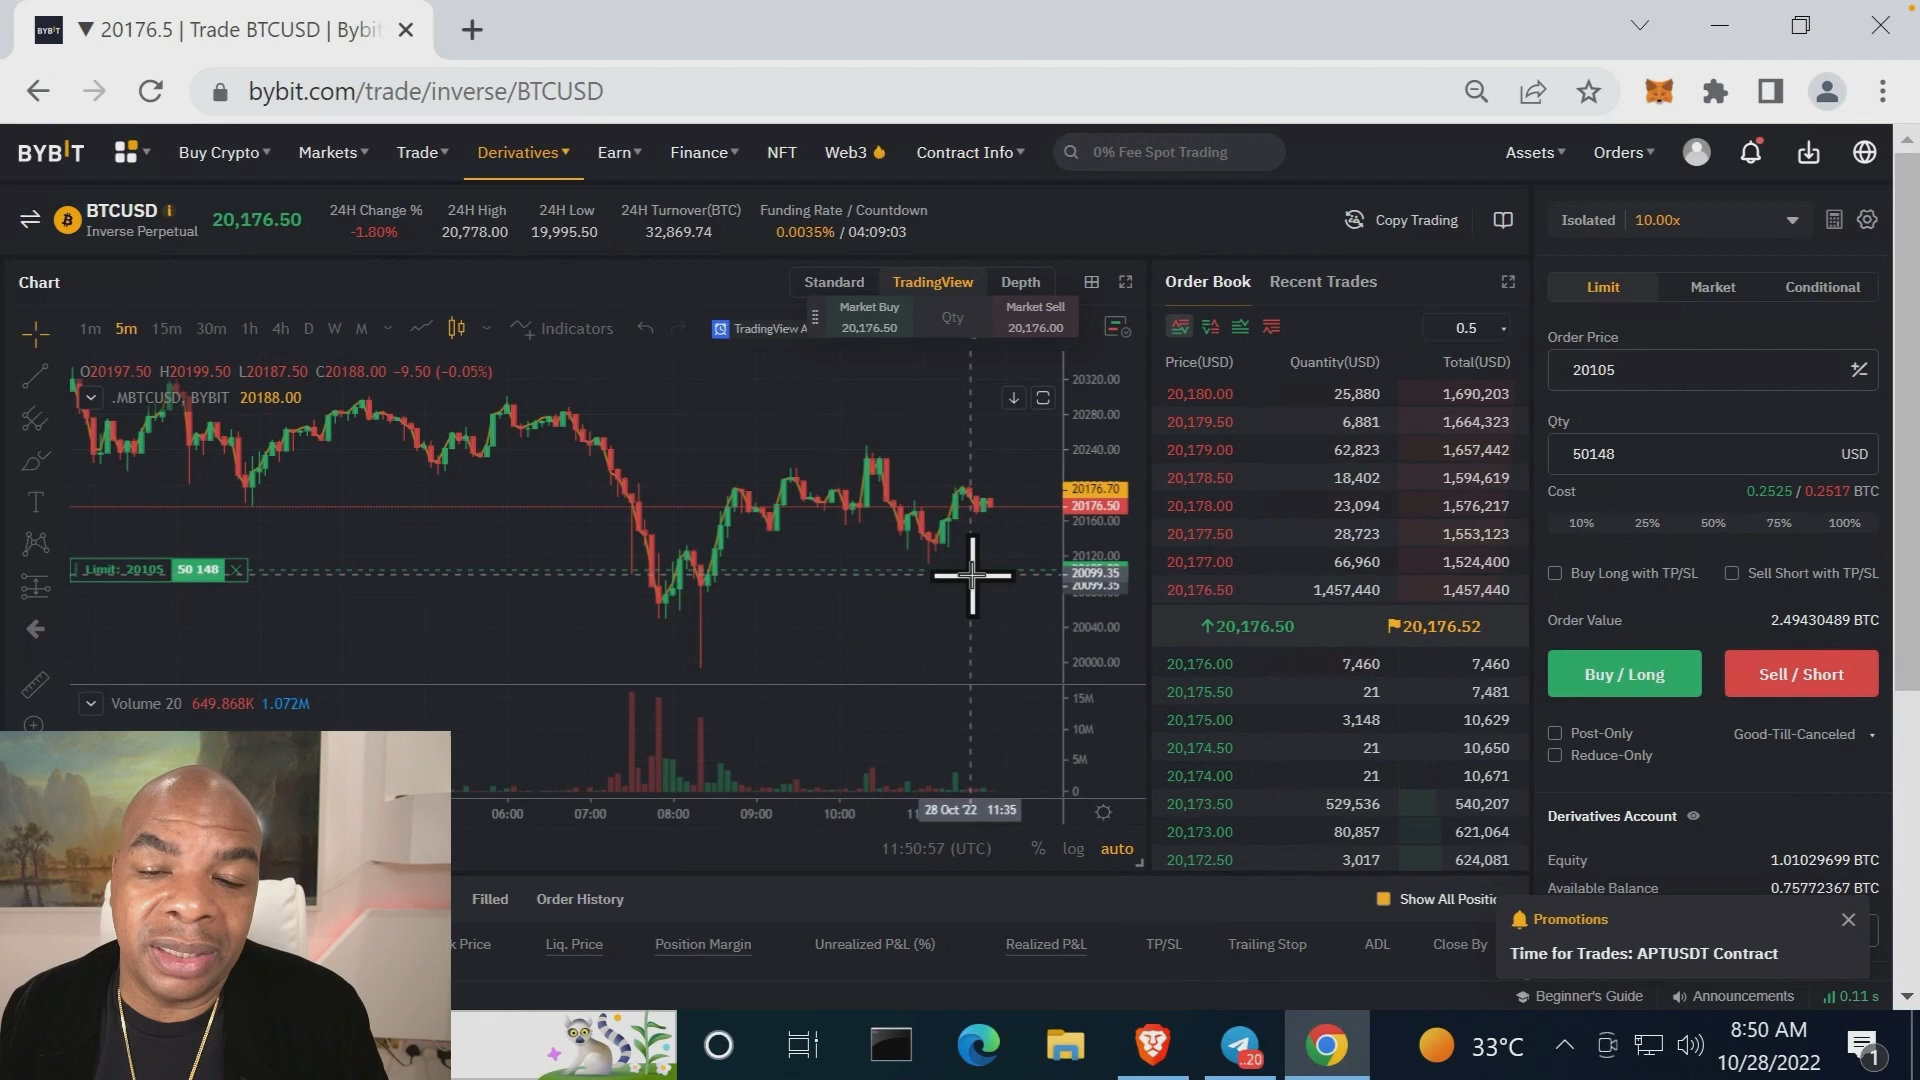 BYBIT ▼ 20176.5 | Trade BTCUSD | Bybit
bybit.com/trade/inverse/BTCUSD
BYBIT Buy Crypto Markets Trade Derivatives Earn Finance NFT Web3 Contract Info 0% Fee Spot Trading Assets Orders
BTCUSD
Inverse Perpetual
20,176.50
24H Change %
-1.80%
24H High
20,778.00
24H Low
19,995.50
24H Turnover(BTC)
32,869.74
Funding Rate / Countdown
0.0035% / 04:09:03
Copy Trading
Isolated 10.00x
Chart
Standard TradingView Depth
1m 5m 15m 30m 1h 4h D W M Indicators
TradingView A
Market Buy
20,176.50
Qty
Market Sell
20,176.00
O20197.50 H20199.50 L20187.50 C20188.00 −9.50 (−0.05%)
.MBTCUSD, BYBIT 20188.00
20320.00
20280.00
20240.00
20176.70
20176.50
20160.00
20120.00
20099.35
20099.35
20040.00
20000.00
Limit: 20105 50 148
Volume 20 649.868K 1.072M
15M
10M
5M
0
06:00 07:00 08:00 09:00 10:00 28 Oct '22 11:35
11:50:57 (UTC) % log auto
Order Book Recent Trades
0.5
Price(USD) Quantity(USD) Total(USD)
20,180.00 25,880 1,690,203
20,179.50 6,881 1,664,323
20,179.00 62,823 1,657,442
20,178.50 18,402 1,594,619
20,178.00 23,094 1,576,217
20,177.50 28,723 1,553,123
20,177.00 66,960 1,524,400
20,176.50 1,457,440 1,457,440
↑20,176.50 20,176.52
20,176.00 7,460 7,460
20,175.50 21 7,481
20,175.00 3,148 10,629
20,174.50 21 10,650
20,174.00 21 10,671
20,173.50 529,536 540,207
20,173.00 80,857 621,064
20,172.50 3,017 624,081
Limit Market Conditional
Order Price
20105
Qty
50148 USD
Cost 0.2525 / 0.2517 BTC
10% 25% 50% 75% 100%
Buy Long with TP/SL Sell Short with TP/SL
Order Value 2.49430489 BTC
Buy / Long Sell / Short
Post-Only Good-Till-Canceled
Reduce-Only
Derivatives Account
Equity 1.01029699 BTC
Available Balance 0.75772367 BTC
Filled Order History Show All Positio
k Price Liq. Price Position Margin Unrealized P&L (%) Realized P&L TP/SL Trailing Stop ADL Close By
Promotions
Time for Trades: APTUSDT Contract
Beginner's Guide Announcements 0.11 s
..20
33°C
8:50 AM
10/28/2022
1